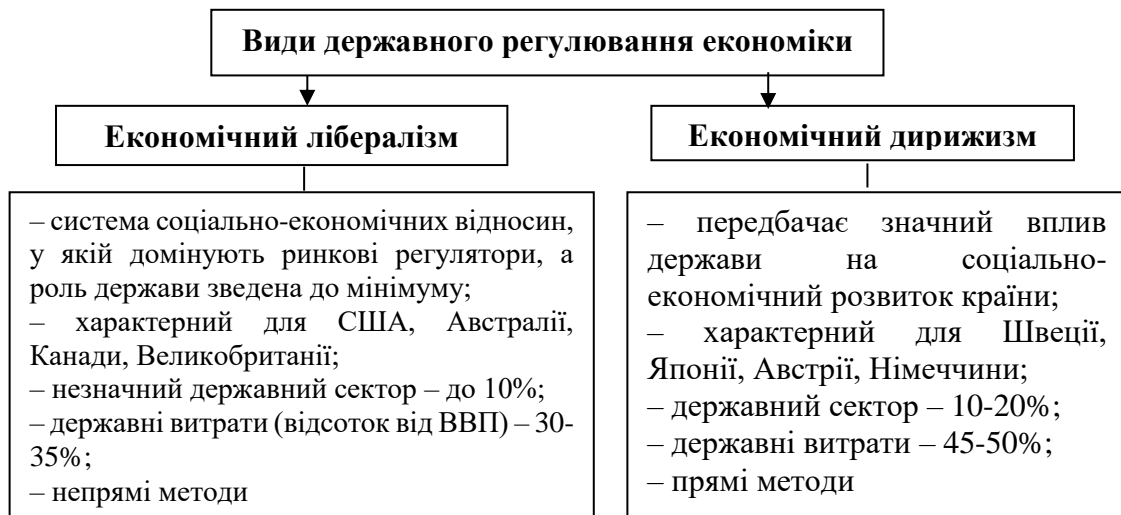 Види державного регулювання економіки
Економічний лібералізм
– система соціально-економічних відносин,
у якій домінують ринкові регулятори, а
роль держави зведена до мінімуму;
– характерний для США, Австралії,
Канади, Великобританії;
– незначний державний сектор – до 10%;
– державні витрати (відсоток від ВВП) – 30-
35%;
– непрямі методи
Економічний дирижизм
– передбачає значний вплив
держави на соціально-
економічний розвиток країни;
– характерний для Швеції,
Японії, Австрії, Німеччини;
– державний сектор – 10-20%;
– державні витрати – 45-50%;
– прямі методи